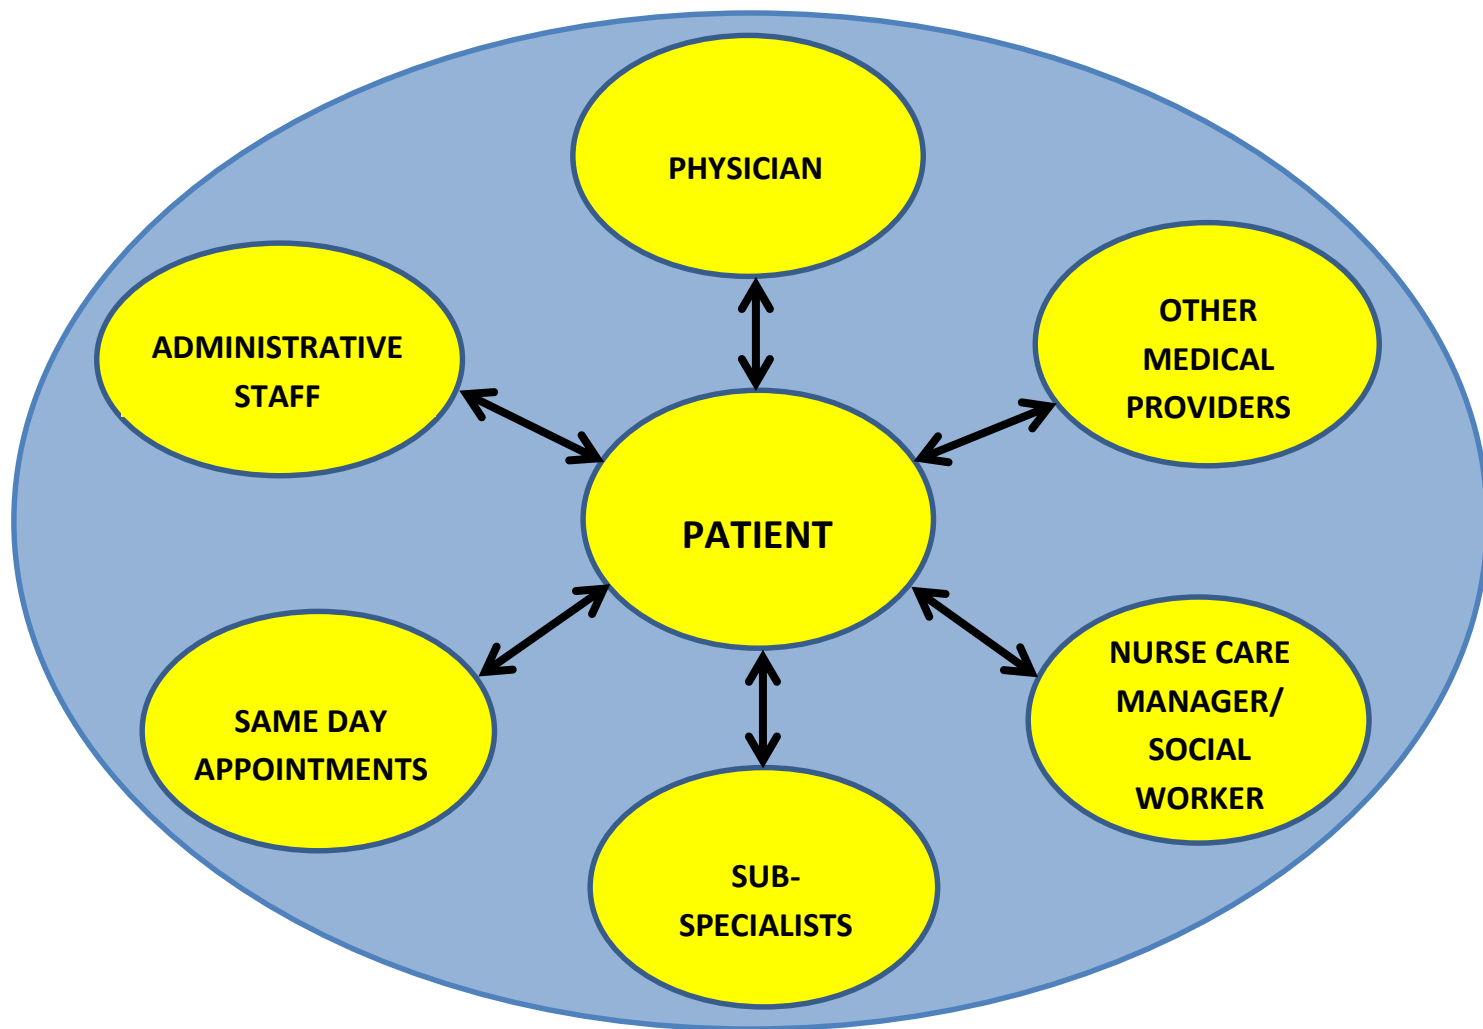 PHYSICIAN
ADMINISTRATIVE
STAFF
OTHER
MEDICAL
PROVIDERS
PATIENT
SAME DAY
APPOINTMENTS
NURSE CARE
MANAGER/
SOCIAL
WORKER
SUB-
SPECIALISTS